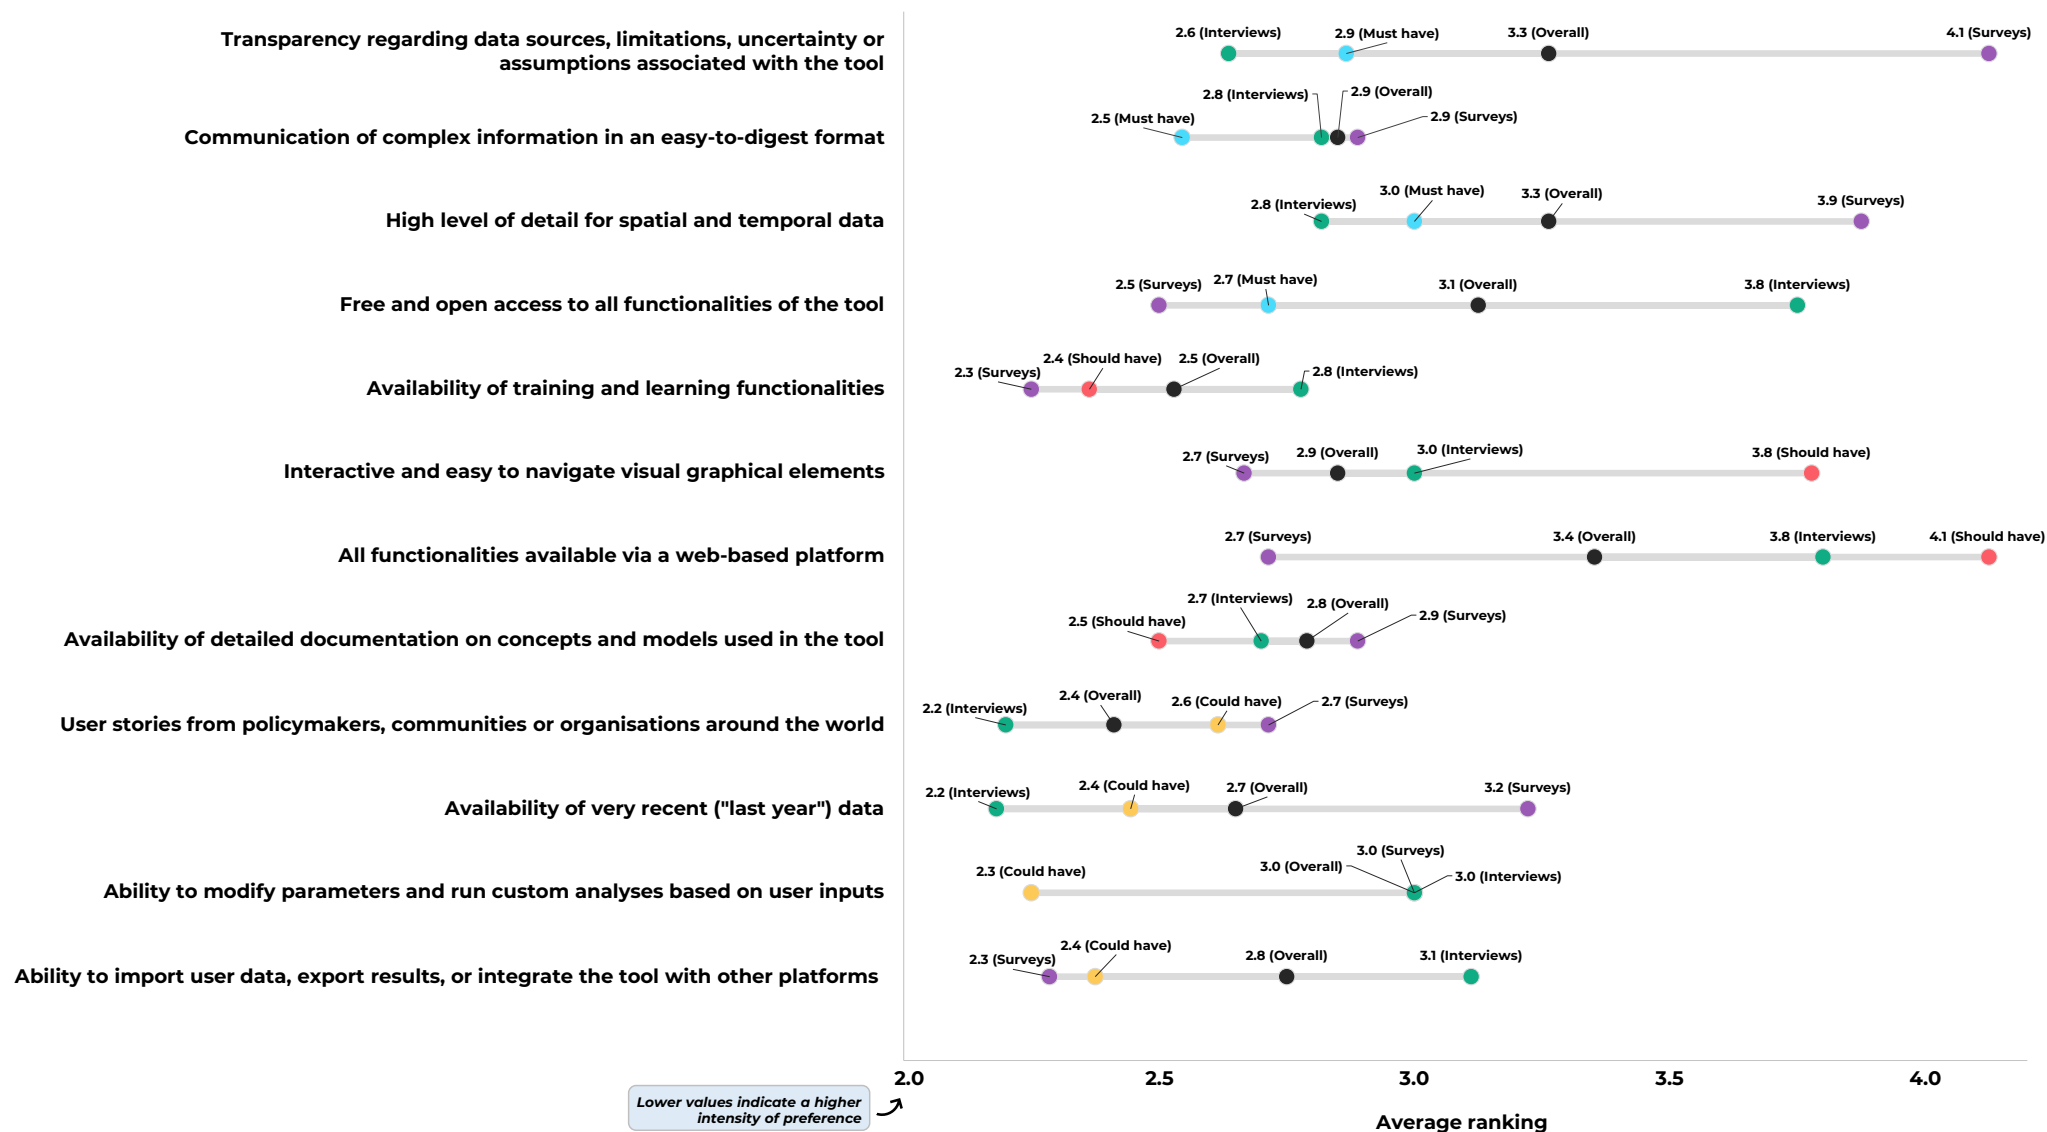 2.6 (Interviews)
2.9 (Must have)
3.3 (Overall)
4.1 (Surveys)
Transparency regarding data sources, limitations, uncertainty or
assumptions associated with the tool
2.8 (Interviews)
2.9 (Overall)
2.5 (Must have)
2.9 (Surveys)
Communication of complex information in an easy-to-digest format
2.8 (Interviews)
3.0 (Must have)
3.3 (Overall)
3.9 (Surveys)
High level of detail for spatial and temporal data
2.5 (Surveys)
2.7 (Must have)
3.1 (Overall)
3.8 (Interviews)
Free and open access to all functionalities of the tool
2.3 (Surveys)
2.4 (Should have)
2.5 (Overall)
2.8 (Interviews)
Availability of training and learning functionalities
2.7 (Surveys)
2.9 (Overall)
3.0 (Interviews)
3.8 (Should have)
Interactive and easy to navigate visual graphical elements
2.7 (Surveys)
3.4 (Overall)
3.8 (Interviews)
4.1 (Should have)
All functionalities available via a web-based platform
2.5 (Should have)
2.7 (Interviews)
2.8 (Overall)
2.9 (Surveys)
Availability of detailed documentation on concepts and models used in the tool
2.2 (Interviews)
2.4 (Overall)
2.6 (Could have)
2.7 (Surveys)
User stories from policymakers, communities or organisations around the world
2.2 (Interviews)
2.4 (Could have)
2.7 (Overall)
3.2 (Surveys)
Availability of very recent ("last year") data
2.3 (Could have)
3.0 (Overall)
3.0 (Surveys)
3.0 (Interviews)
Ability to modify parameters and run custom analyses based on user inputs
2.3 (Surveys)
2.4 (Could have)
2.8 (Overall)
3.1 (Interviews)
Ability to import user data, export results, or integrate the tool with other platforms
2.0
2.5
3.0
3.5
4.0
Lower values indicate a higher
intensity of preference
Average ranking